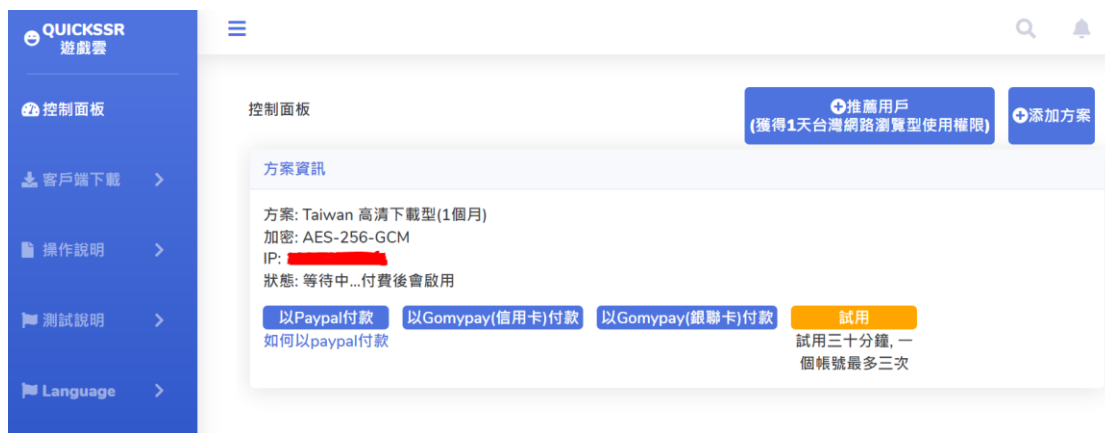 QUICKSSR
遊戲雲
控制面板
客戶端下載
操作說明
測試說明
Language
控制面板
推薦用戶
(獲得1天台灣網路瀏覽型使用權限)
添加方案
方案資訊
方案: Taiwan 高清下載型(1個月)
加密: AES-256-GCM
IP:
狀態: 等待中...付費後會啟用
以Paypal付款
以Gomypay(信用卡)付款
以Gomypay(銀聯卡)付款
試用
如何以paypal付款
試用三十分鐘, 一
個帳號最多三次